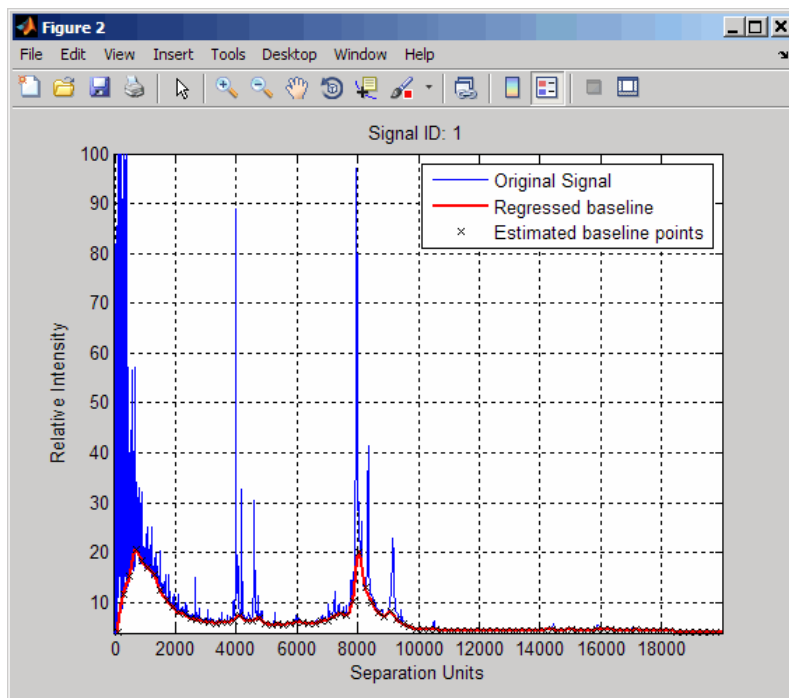 Figure 2
File Edit View Insert Tools Desktop Window Help
Signal ID: 1
Original Signal
Regressed baseline
Estimated baseline points
100
90
80
70
60
50
40
30
20
10
Relative Intensity
0 2000 4000 6000 8000 10000 12000 14000 16000 18000
Separation Units